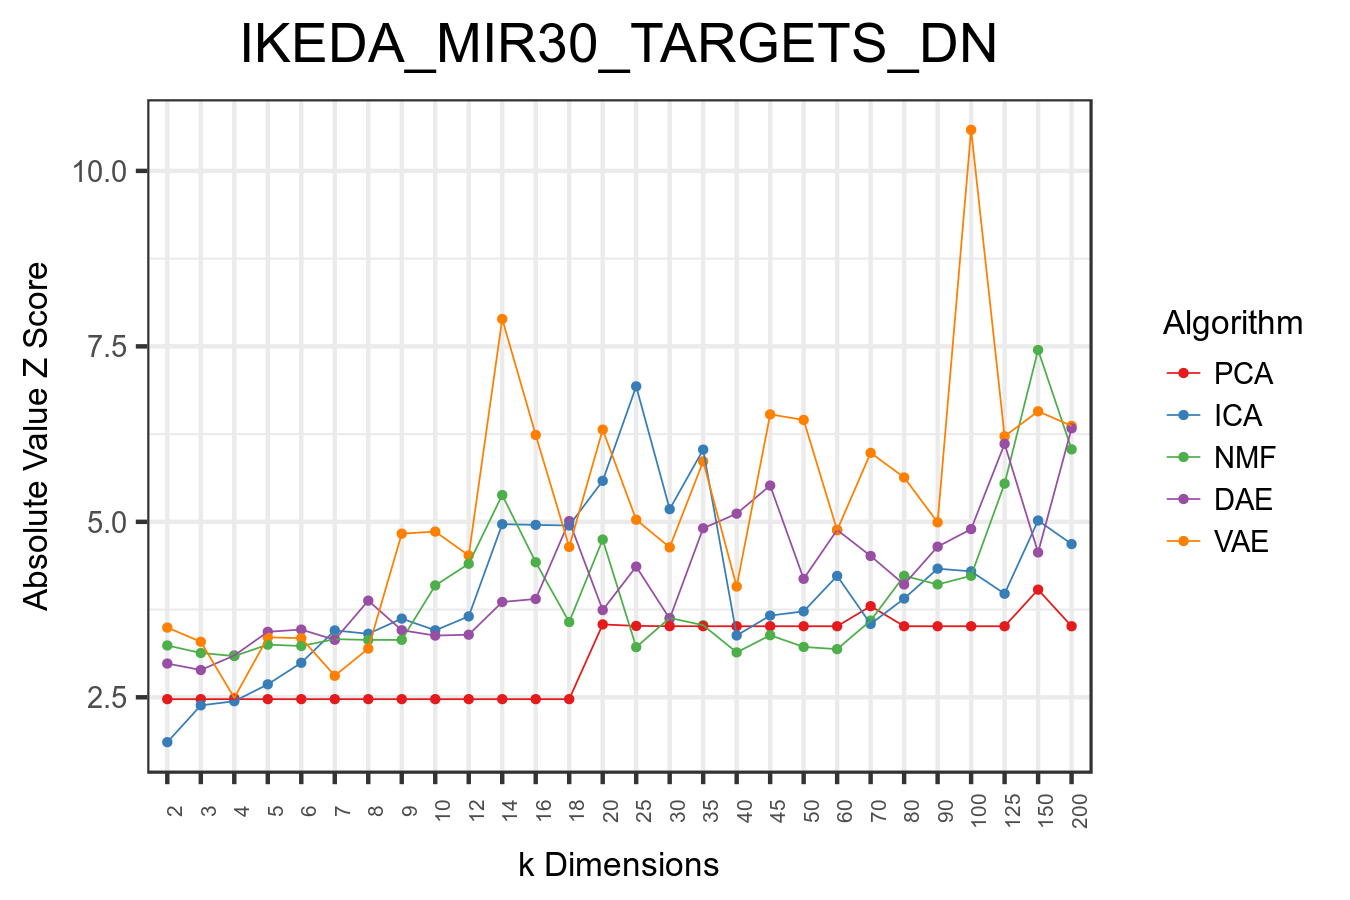 IKEDA_MIR30_TARGETS_DN
Absolute Value Z Score
10.0
7.5
5.0
2.5
2 3 4 5 6 7 8 9 10 12 14 16 18 20 25 30 35 40 45 50 60 70 80 90 100 125 150 200
k Dimensions
Algorithm
PCA
ICA
NMF
DAE
VAE